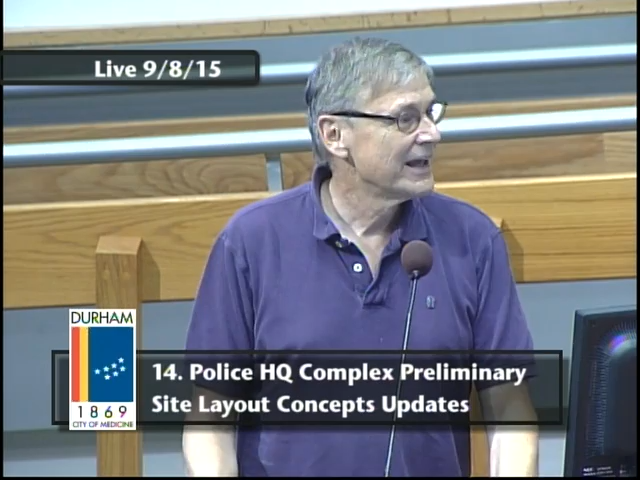 Live 9/8/15
DURHAM
1869
CITY OF MEDICINE
14. Police HQ Complex Preliminary
Site Layout Concepts Updates